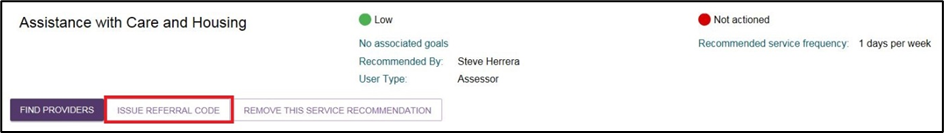 Assistance with Care and Housing
Low
Not actioned
No associated goals
Recommended service frequency: 1 days per week
Recommended By: Steve Herrera
User Type: Assessor
FIND PROVIDERS
ISSUE REFERRAL CODE
REMOVE THIS SERVICE RECOMMENDATION